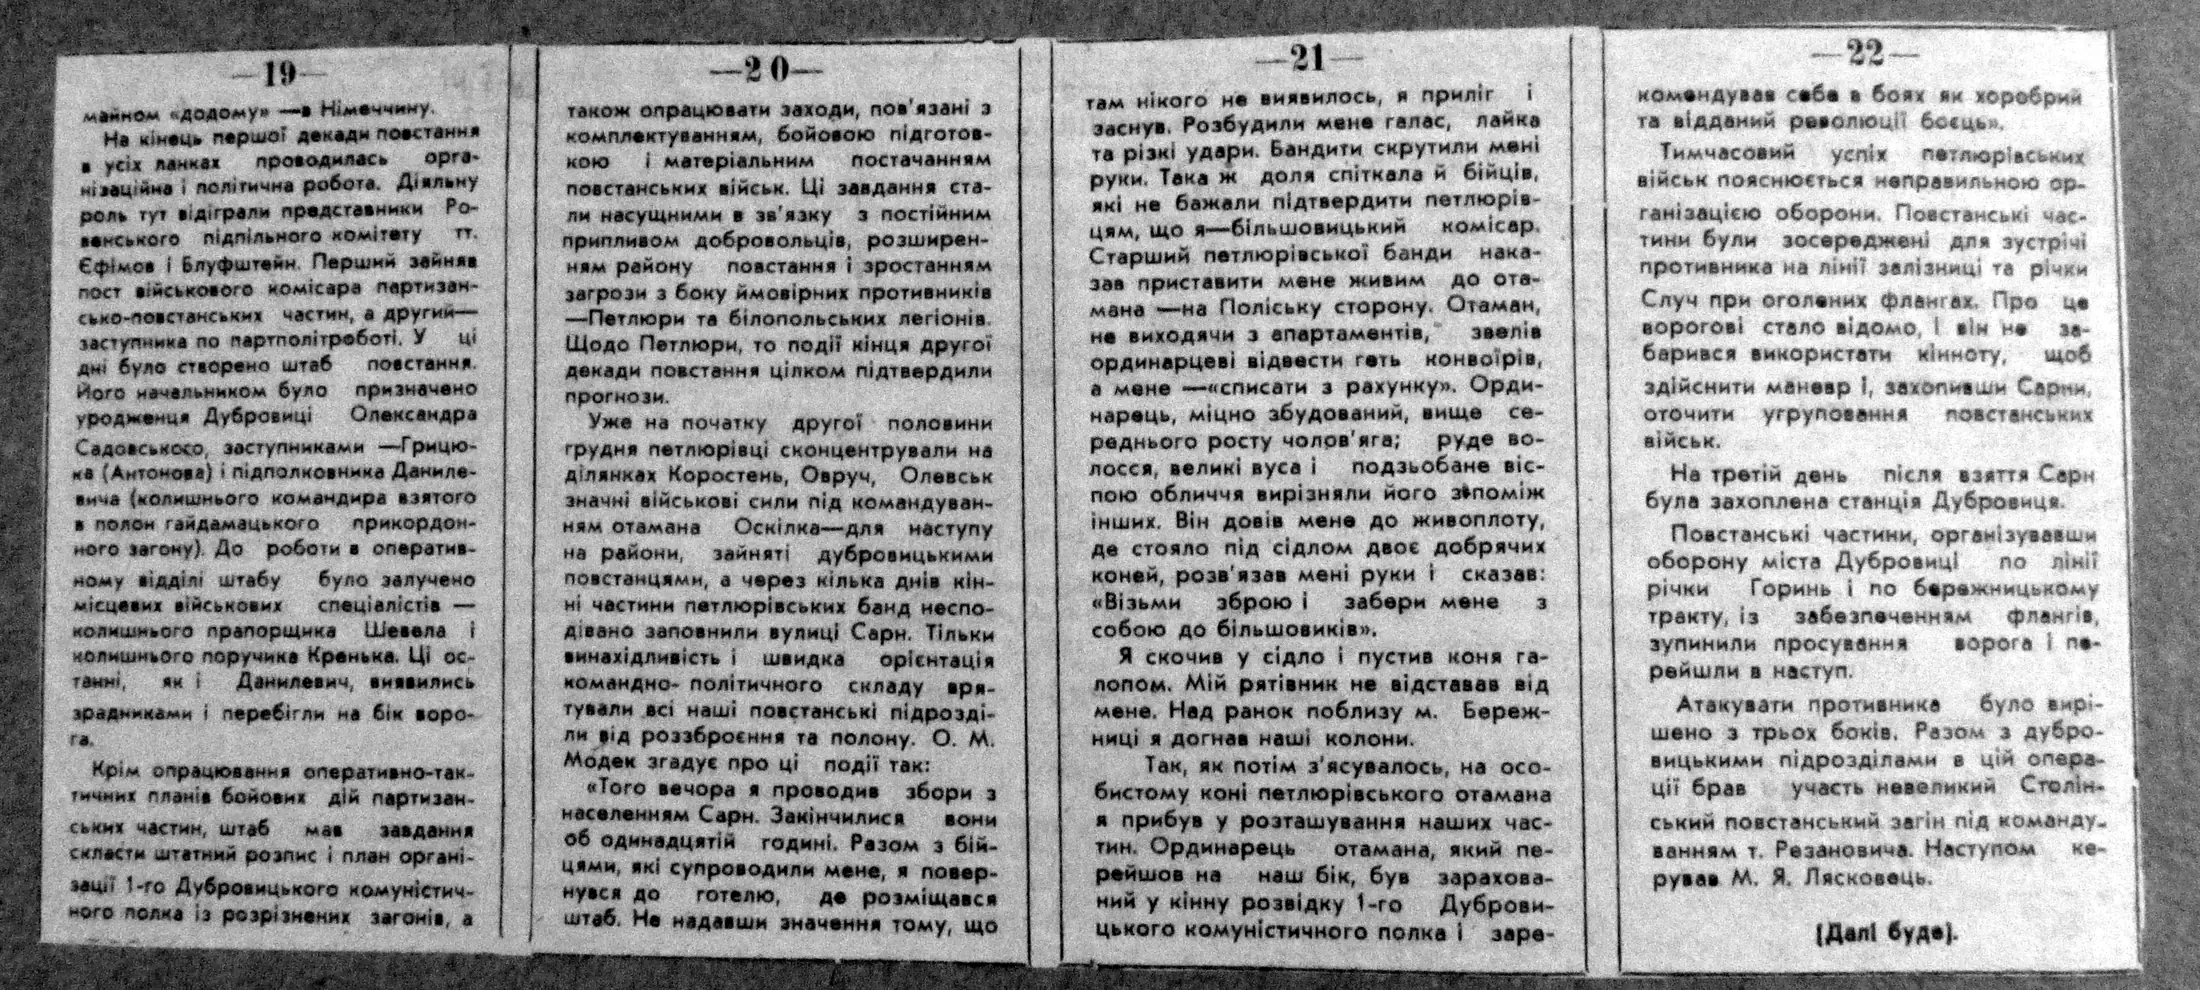 —19—
майном «додому» —в Німеччину.
На кінець першої декади повстання
в усіх ланках проводилась орга-
нізаційна і політична робота. Діяльну
роль тут відіграли представники Ро-
венського підпільного комітету тт.
Єфімов і Блуфштейн. Перший зайняв
пост військового комісара партизан-
сько-повстанських частин, а другий—
заступника по партполітроботі. У ці
дні було створено штаб повстання.
Його начальником було призначено
уродженця Дубровиці Олександра
Садовського, заступниками —Грицю-
ка (Антонова) і підполковника Данилe-
вича (колишнього командира взятого
в полон гайдамацького прикордон-
ного загону). До роботи в оператив-
ному відділі штабу було залучено
місцевих військових спеціалістів —
колишнього прапорщика Шевела і
колишнього поручика Кренька. Ці ос-
танні, як і Данилевич, виявились
зрадниками і перебігли на бік воро-
га.
Крім опрацювання оперативно-так-
тичних планів бойових дій партизан-
ських частин, штаб мав завдання
скласти штатний розпис і план органі-
зації 1-го Дубровицького комуністич-
ного полка із розрізнених загонів, а
—20—
також опрацювати заходи, пов'язані з
комплектуванням, бойовою підготов-
кою і матеріальним постачанням
повстанських військ. Ці завдання ста-
ли насущними в зв'язку з постійним
припливом добровольців, розширен-
ням району повстання і зростанням
загрози з боку ймовірних противників
—Петлюри та білопольських легіонів.
Щодо Петлюри, то події кінця другої
декади повстання цілком підтвердили
прогнози.
Уже на початку другої половини
грудня петлюрівці сконцентрували на
ділянках Коростень, Овруч, Олевськ
значні військові сили під командуван-
ням отамана Оскілка—для наступу
на райони, зайняті дубровицькими
повстанцями, а через кілька днів кін-
ні частини петлюрівських банд неспо-
дівано заповнили вулиці Сарн. Тільки
винахідливість і швидка орієнтація
командно- політичного складу вря-
тували всі наші повстанські підрозді-
ли від роззброєння та полону. О. М.
Модек згадує про ці події так:
«Того вечора я проводив збори з
населенням Сарн. Закінчилися вони
об одинадцятій годині. Разом з бій-
цями, які супроводили мене, я повер-
нувся до готелю, де розміщався
штаб. Не надавши значення тому, що
—21—
там нікого не виявилось, я приліг і
заснув. Розбудили мене галас, лайка
та різкі удари. Бандити скрутили мені
руки. Така ж доля спіткала й бійців,
які не бажали підтвердити петлюрів-
цям, що я—більшовицький комісар.
Старший петлюрівської банди нака-
зав приставити мене живим до ота-
мана —на Поліську сторону. Отаман,
не виходячи з апартаментів, звелів
ординарцеві відвести геть конвоїрів,
а мене —«списати з рахунку». Орди-
нарець, міцно збудований, вище се-
реднього росту чолов'яга; руде во-
лосся, великі вуса і подзьобане віс-
пою обличчя вирізняли його зпоміж
інших. Він довів мене до живоплоту,
де стояло під сідлом двоє добрячих
коней, розв'язав мені руки і сказав:
«Візьми зброю і забери мене з
собою до більшовиків».
Я скочив у сідло і пустив коня га-
лопом. Мій рятівник не відставав від
мене. Над ранок поблизу м. Береж-
ниці я догнав наші колони.
Так, як потім з'ясувалось, на осо-
бистому коні петлюрівського отамана
я прибув у розташування наших час-
тин. Ординарець отамана, який пе-
рейшов на наш бік, був зарахова-
ний у кінну розвідку 1-го Дуброви-
цького комуністичного полка і заре-
—22—
комендував себе в боях як хоробрий
та відданий революції боєць».
Тимчасовий успіх петлюрівських
військ пояснюється неправильною ор-
ганізацією оборони. Повстанські час-
тини були зосереджені для зустрічі
противника на лінії залізниці та річки
Случ при оголених флангах. Про це
ворогові стало відомо, і він не за-
барився використати кінноту, щоб
здійснити маневр і, захопивши Сарни,
оточити угруповання повстанських
військ.
На третій день після взяття Сарн
була захоплена станція Дубровиця.
Повстанські частини, організувавши
оборону міста Дубровиці по лінії
річки Горинь і по бережницькому
тракту, із забезпеченням флангів,
зупинили просування ворога і пе-
рейшли в наступ.
Атакувати противника було вирі-
шено з трьох боків. Разом з дубро-
вицькими підрозділами в цій опера-
ції брав участь невеликий Столін-
ський повстанський загін під команду-
ванням т. Резановича. Наступом ке-
рував М. Я. Лясковець.
(Далі буде).